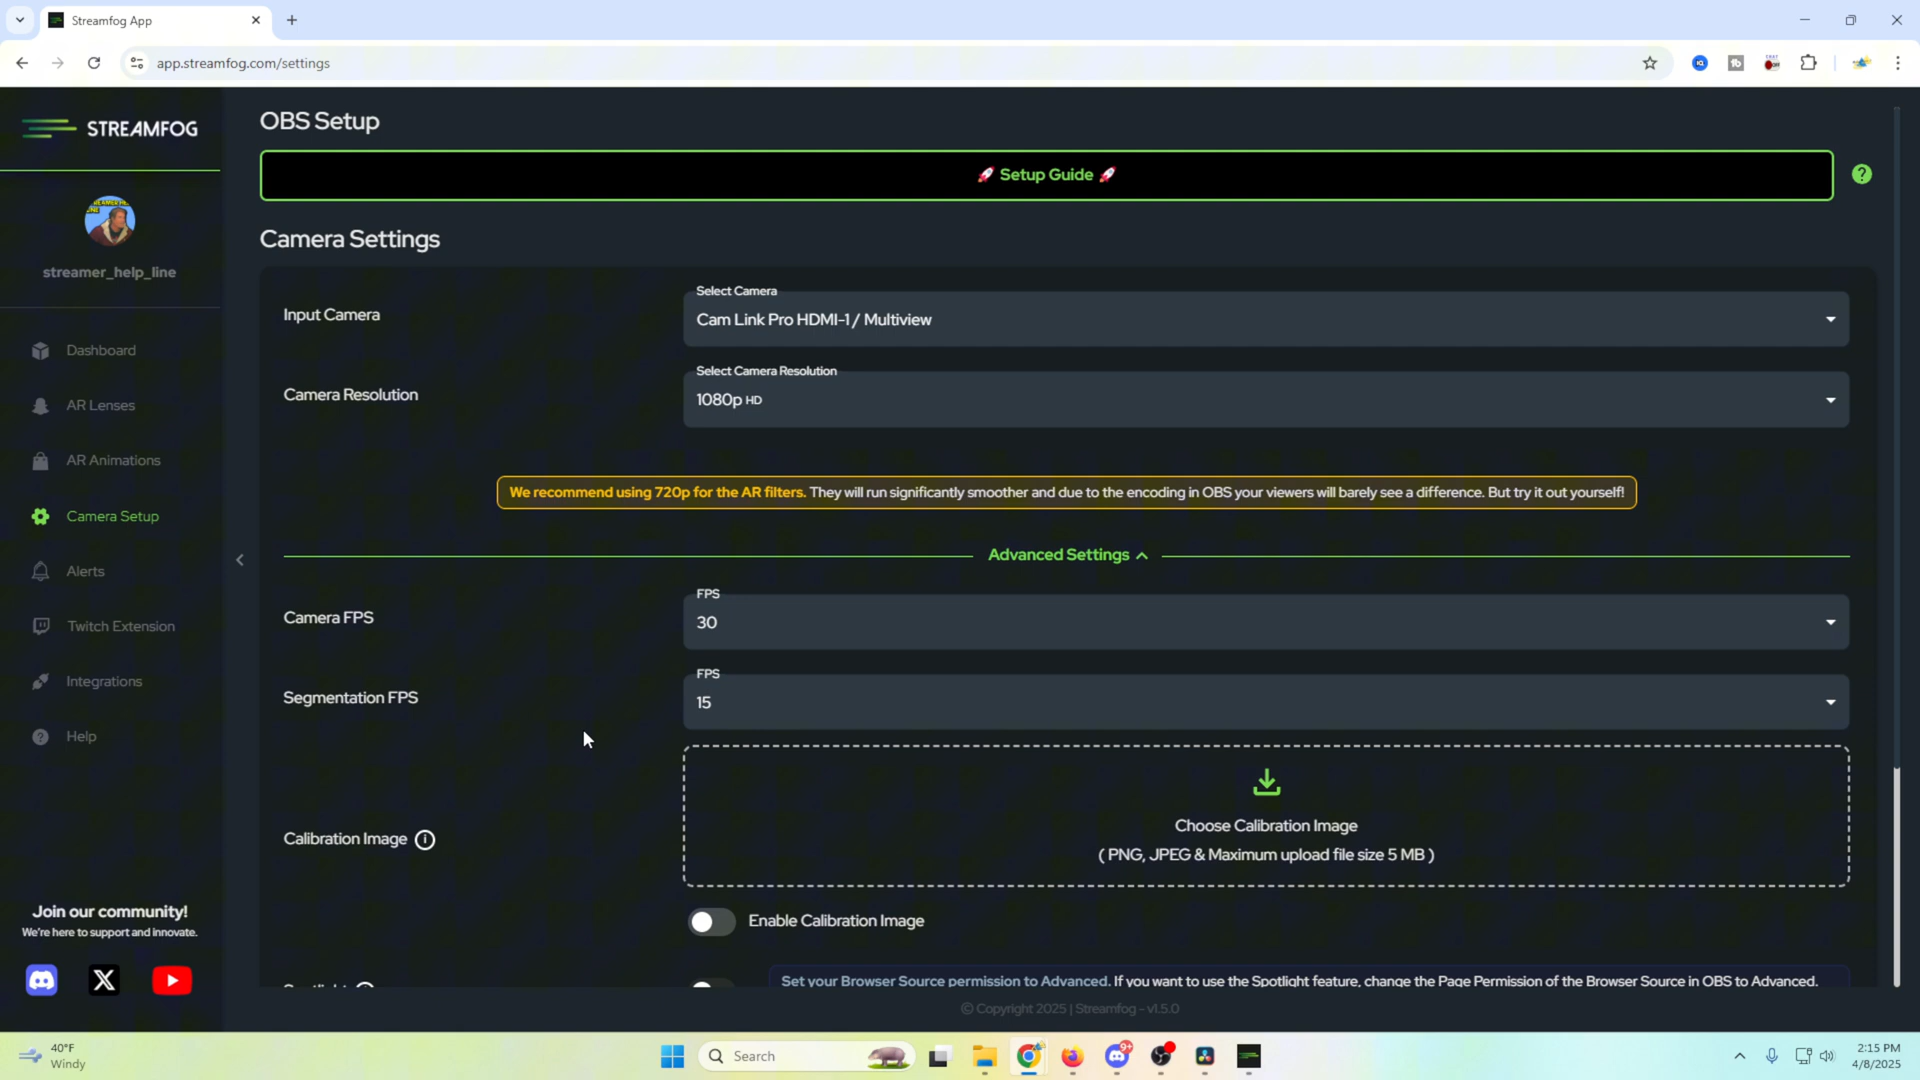 Streamfog App
app.streamfog.com/settings
STREAMFOG
streamer_help_line
Dashboard
AR Lenses
AR Animations
Camera Setup
Alerts
Twitch Extension
Integrations
Help
Join our community!
We're here to support and innovate.
OBS Setup
🚀 Setup Guide 🚀
Camera Settings
Input Camera
Select Camera
Cam Link Pro HDMI-1 / Multiview
Camera Resolution
Select Camera Resolution
1080p HD
We recommend using 720p for the AR filters. They will run significantly smoother and due to the encoding in OBS your viewers will barely see a difference. But try it out yourself!
Advanced Settings
Camera FPS
FPS
30
Segmentation FPS
FPS
15
Calibration Image
Choose Calibration Image
( PNG, JPEG & Maximum upload file size 5 MB )
Enable Calibration Image
Set your Browser Source permission to Advanced. If you want to use the Spotlight feature, change the Page Permission of the Browser Source in OBS to Advanced.
© Copyright 2025 | Streamfog - v1.5.0
40°F
Windy
Search
9+
2:15 PM
4/8/2025